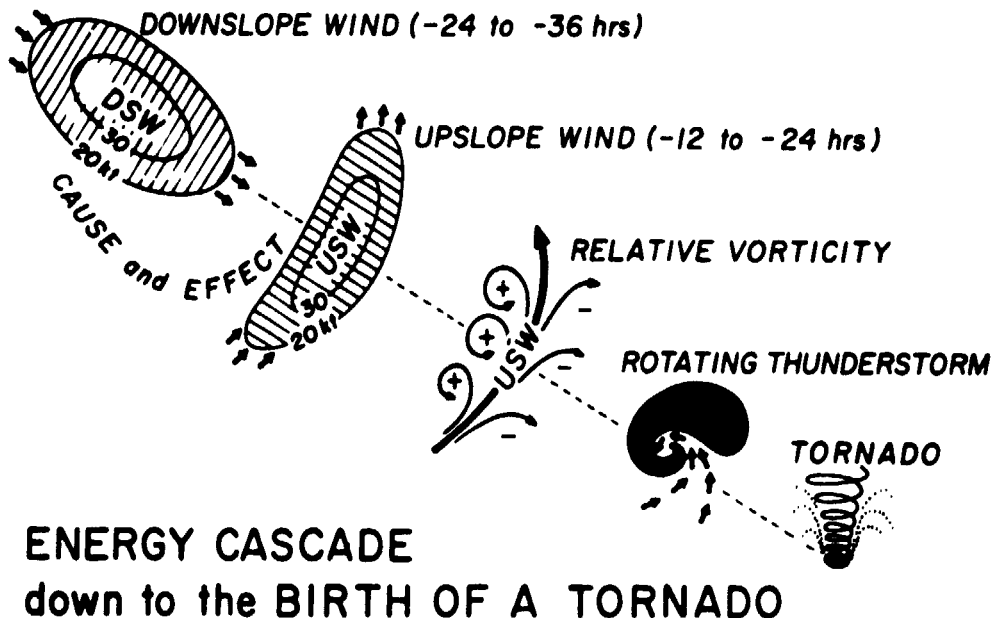 DOWNSLOPE WIND (-24 to -36 hrs)
DSW
30
20kt
UPSLOPE WIND (-12 to -24 hrs)
CAUSE and EFFECT
USW
30
20kt
RELATIVE VORTICITY
+
-
+
USW
-
+
-
ROTATING THUNDERSTORM
TORNADO
ENERGY CASCADE
down to the BIRTH OF A TORNADO